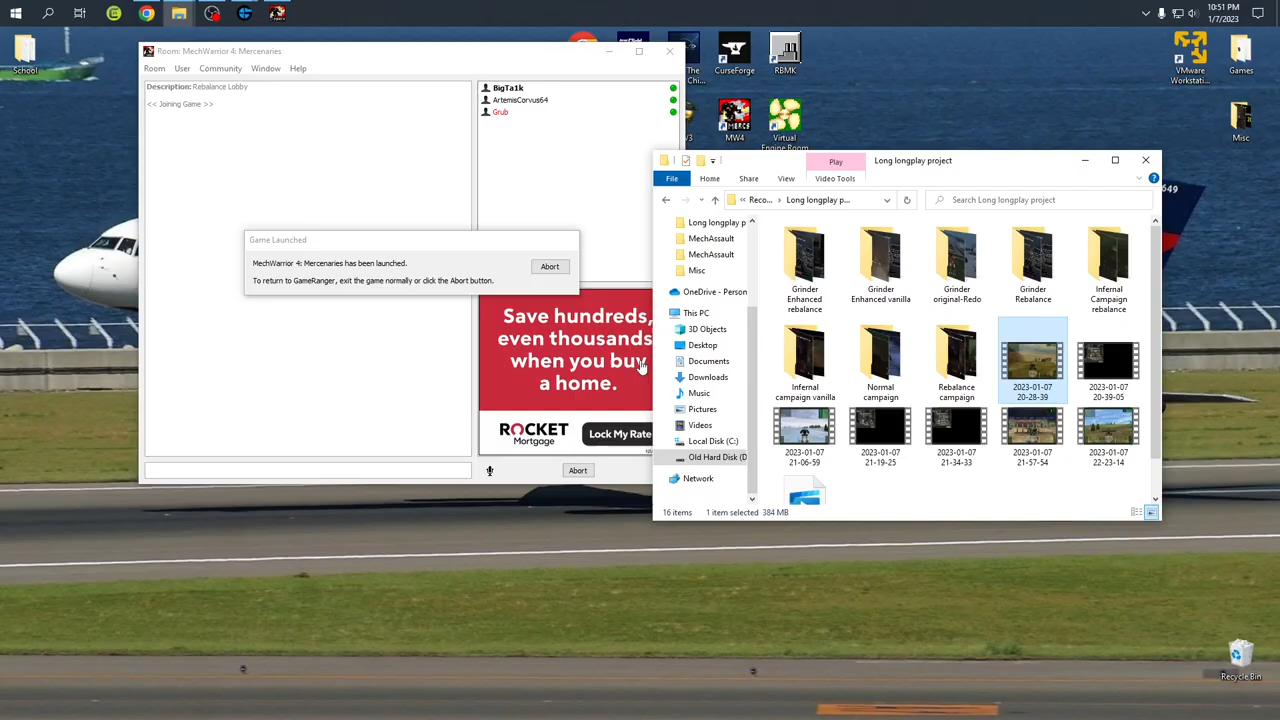 10:51 PM
1/7/2023
School
Room: MechWarrior 4: Mercenaries
Room User Community Window Help
Description: Rebalance Lobby
<< Joining Game >>
BigTa1k
ArtemisCorvus64
Grub
Game Launched
MechWarrior 4: Mercenaries has been launched.
To return to GameRanger, exit the game normally or click the Abort button.
Abort
Save hundreds,
even thousands
when you buy
a home.
ROCKET
Mortgage
Lock My Rate
Abort
The
Chi...
CurseForge
RBMK
V3
MERCS
MW4
Virtual
Engine Room
VMware
Workstati...
Games
Misc
649
Play
Long longplay project
File Home Share View Video Tools
« Reco... › Long longplay p...
Search Long longplay project
Long longplay p
MechAssault
MechAssault
Misc
OneDrive - Person
This PC
3D Objects
Desktop
Documents
Downloads
Music
Pictures
Videos
Local Disk (C:)
Old Hard Disk (D
Network
Grinder
Enhanced
rebalance
Grinder
Enhanced vanilla
Grinder
original-Redo
Grinder
Rebalance
Infernal
Campaign
rebalance
Infernal
campaign vanilla
Normal
campaign
Rebalance
campaign
2023-01-07
20-28-39
2023-01-07
20-39-05
2023-01-07
21-06-59
2023-01-07
21-19-25
2023-01-07
21-34-33
2023-01-07
21-57-54
2023-01-07
22-23-14
16 items 1 item selected 384 MB
Recycle Bin